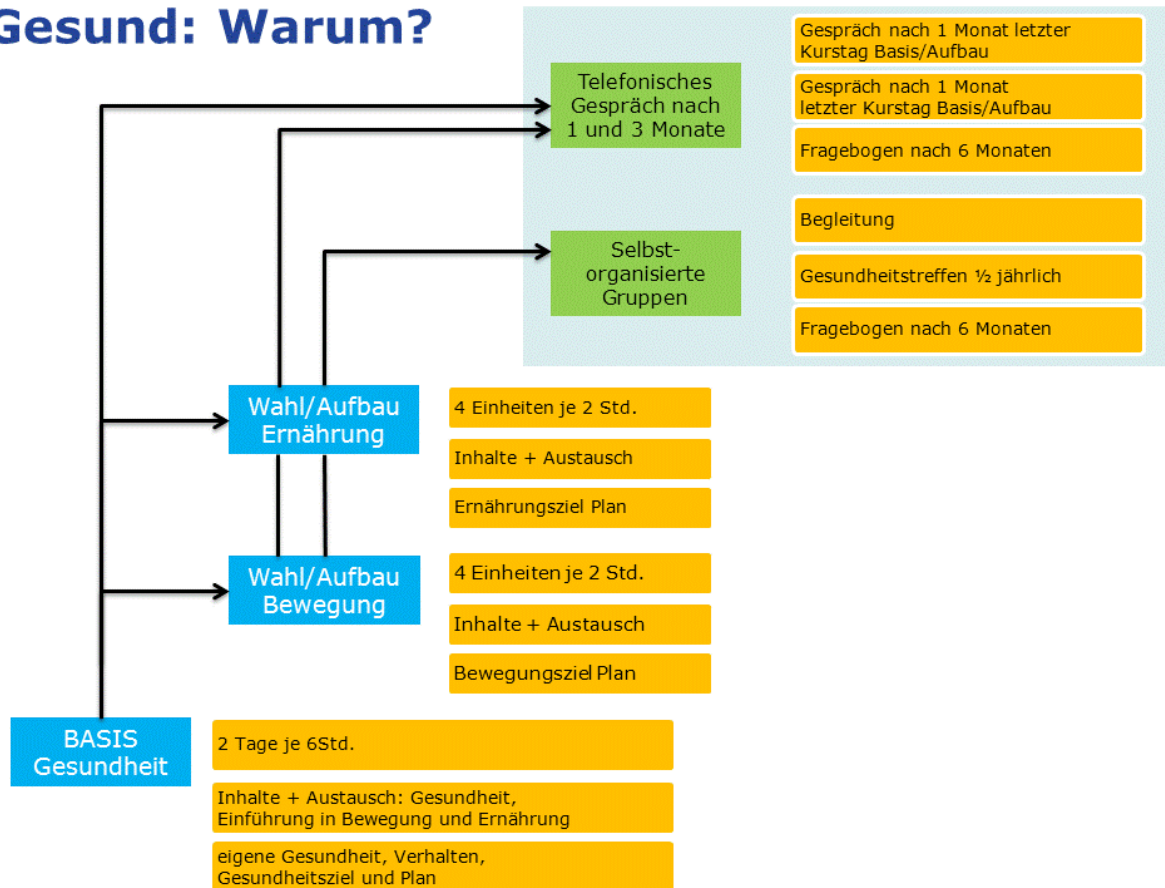 Gesund: Warum?
Telefonisches
Gespräch nach
1 und 3 Monate
Gespräch nach 1 Monat letzter
Kurstag Basis/Aufbau
Gespräch nach 1 Monat
letzter Kurstag Basis/Aufbau
Fragebogen nach 6 Monaten
Selbst-
organisierte
Gruppen
Begleitung
Gesundheitstreffen ½ jährlich
Fragebogen nach 6 Monaten
Wahl/Aufbau
Ernährung
4 Einheiten je 2 Std.
Inhalte + Austausch
Ernährungsziel Plan
Wahl/Aufbau
Bewegung
4 Einheiten je 2 Std.
Inhalte + Austausch
Bewegungsziel Plan
BASIS
Gesundheit
2 Tage je 6Std.
Inhalte + Austausch: Gesundheit,
Einführung in Bewegung und Ernährung
eigene Gesundheit, Verhalten,
Gesundheitsziel und Plan